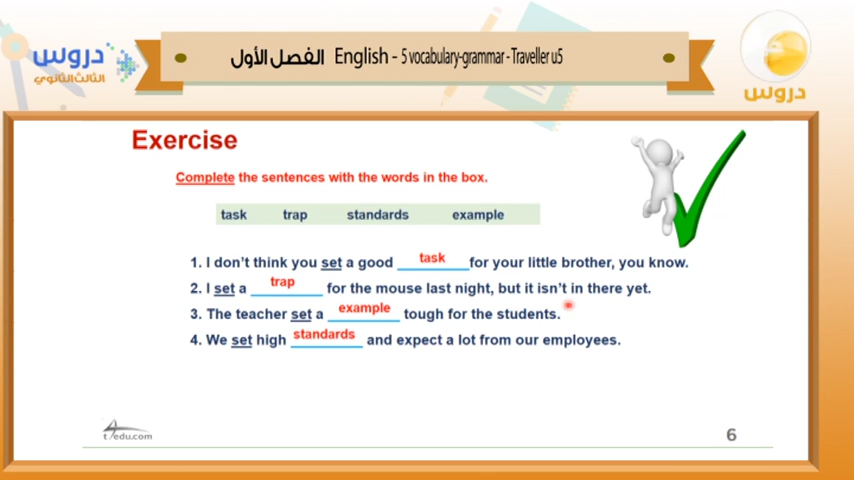 دروس
الثالث الثانوي
English - 5 vocabulary-grammar - Traveller u5 الفصل الأول
دروس
Exercise
Complete the sentences with the words in the box.
task trap standards example
1. I don't think you set a good task for your little brother, you know.
2. I set a trap for the mouse last night, but it isn't in there yet.
3. The teacher set a example tough for the students.
4. We set high standards and expect a lot from our employees.
t4edu.com
6